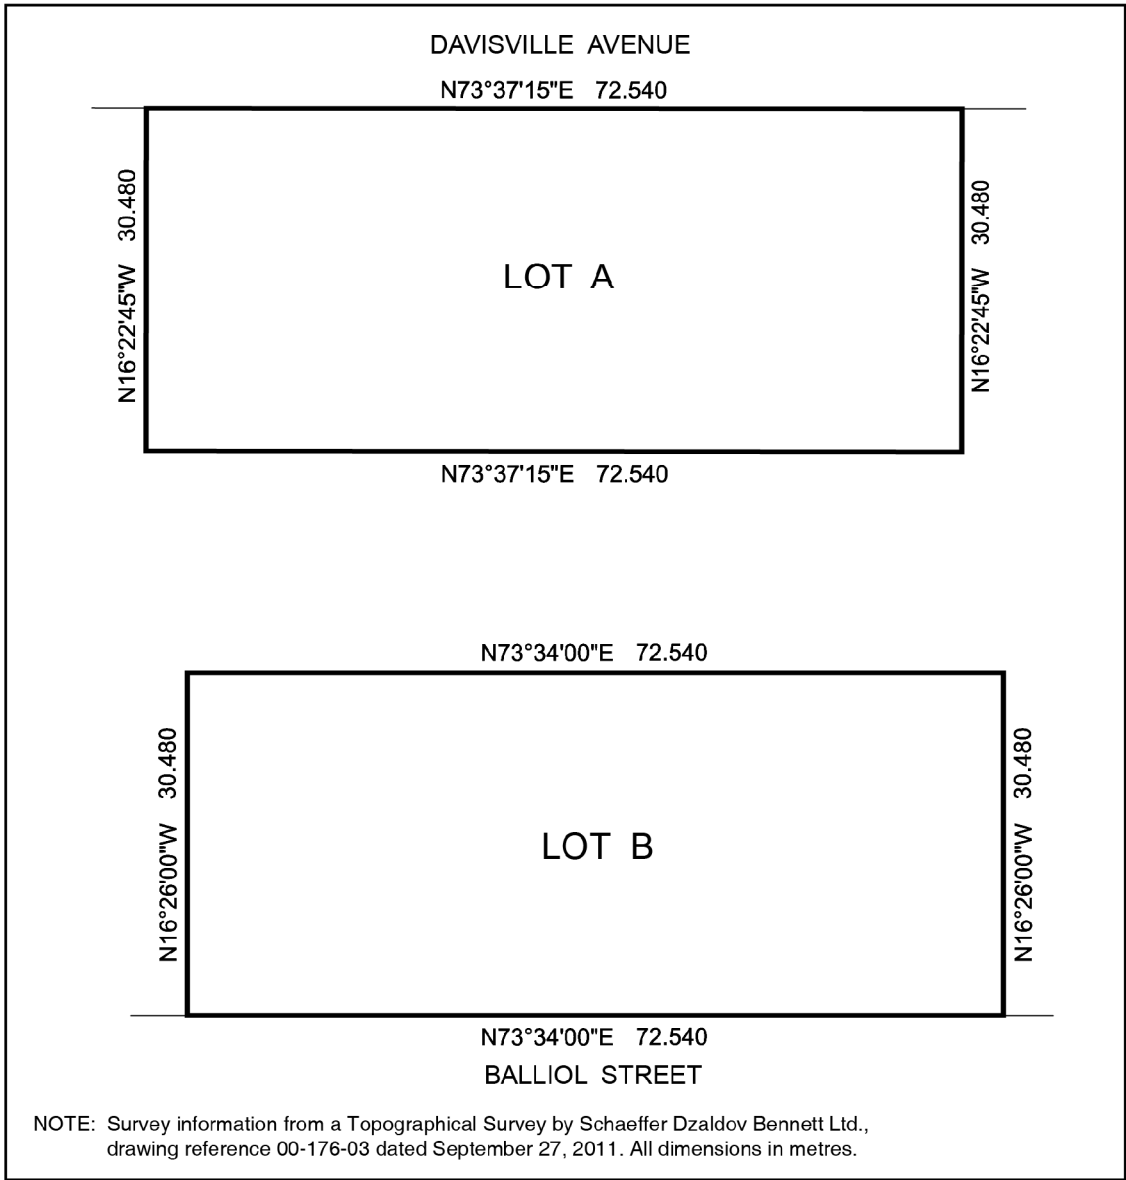 DAVISVILLE AVENUE
N73°37'15"E 72.540
N16°22'45"W 30.480
LOT A
N16°22'45"W 30.480
N73°37'15"E 72.540
N73°34'00"E 72.540
N16°26'00"W 30.480
LOT B
N16°26'00"W 30.480
N73°34'00"E 72.540
BALLIOL STREET
NOTE: Survey information from a Topographical Survey by Schaeffer Dzaldov Bennett Ltd.,
drawing reference 00-176-03 dated September 27, 2011. All dimensions in metres.